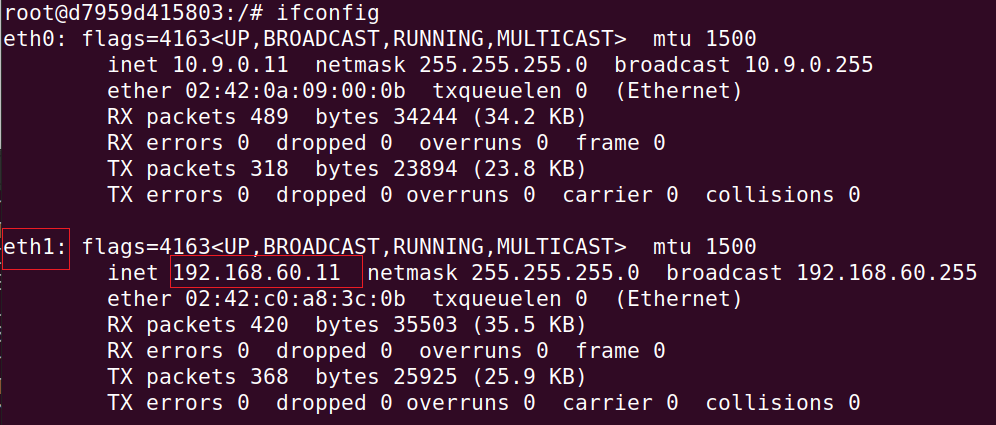 root@d7959d415803:/# ifconfig
eth0: flags=4163<UP,BROADCAST,RUNNING,MULTICAST>  mtu 1500
        inet 10.9.0.11  netmask 255.255.255.0  broadcast 10.9.0.255
        ether 02:42:0a:09:00:0b  txqueuelen 0  (Ethernet)
        RX packets 489  bytes 34244 (34.2 KB)
        RX errors 0  dropped 0  overruns 0  frame 0
        TX packets 318  bytes 23894 (23.8 KB)
        TX errors 0  dropped 0 overruns 0  carrier 0  collisions 0
eth1: flags=4163<UP,BROADCAST,RUNNING,MULTICAST>  mtu 1500
        inet 192.168.60.11  netmask 255.255.255.0  broadcast 192.168.60.255
        ether 02:42:c0:a8:3c:0b  txqueuelen 0  (Ethernet)
        RX packets 420  bytes 35503 (35.5 KB)
        RX errors 0  dropped 0  overruns 0  frame 0
        TX packets 368  bytes 25925 (25.9 KB)
        TX errors 0  dropped 0 overruns 0  carrier 0  collisions 0